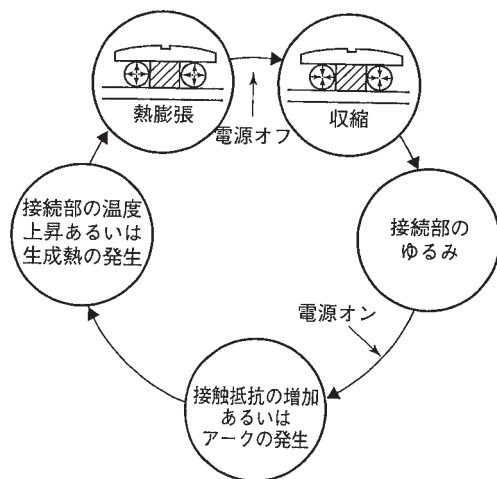 熱膨張
電源オフ
収縮
接続部の
ゆるみ
電源オン
接触抵抗の増加
あるいは
アークの発生
接続部の温度
上昇あるいは
生成熱の発生